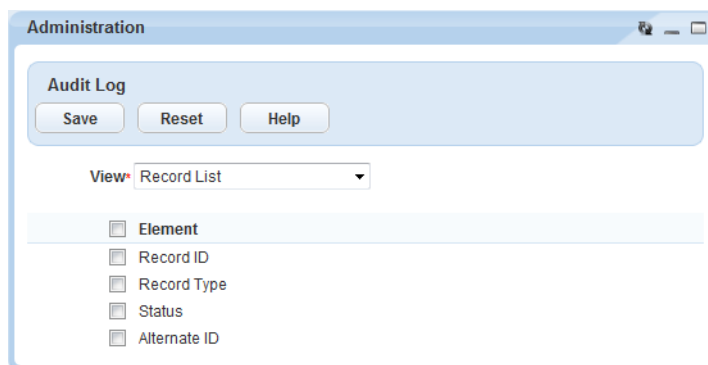 Administration
Audit Log
Save Reset Help
View* Record List
Element
Record ID
Record Type
Status
Alternate ID